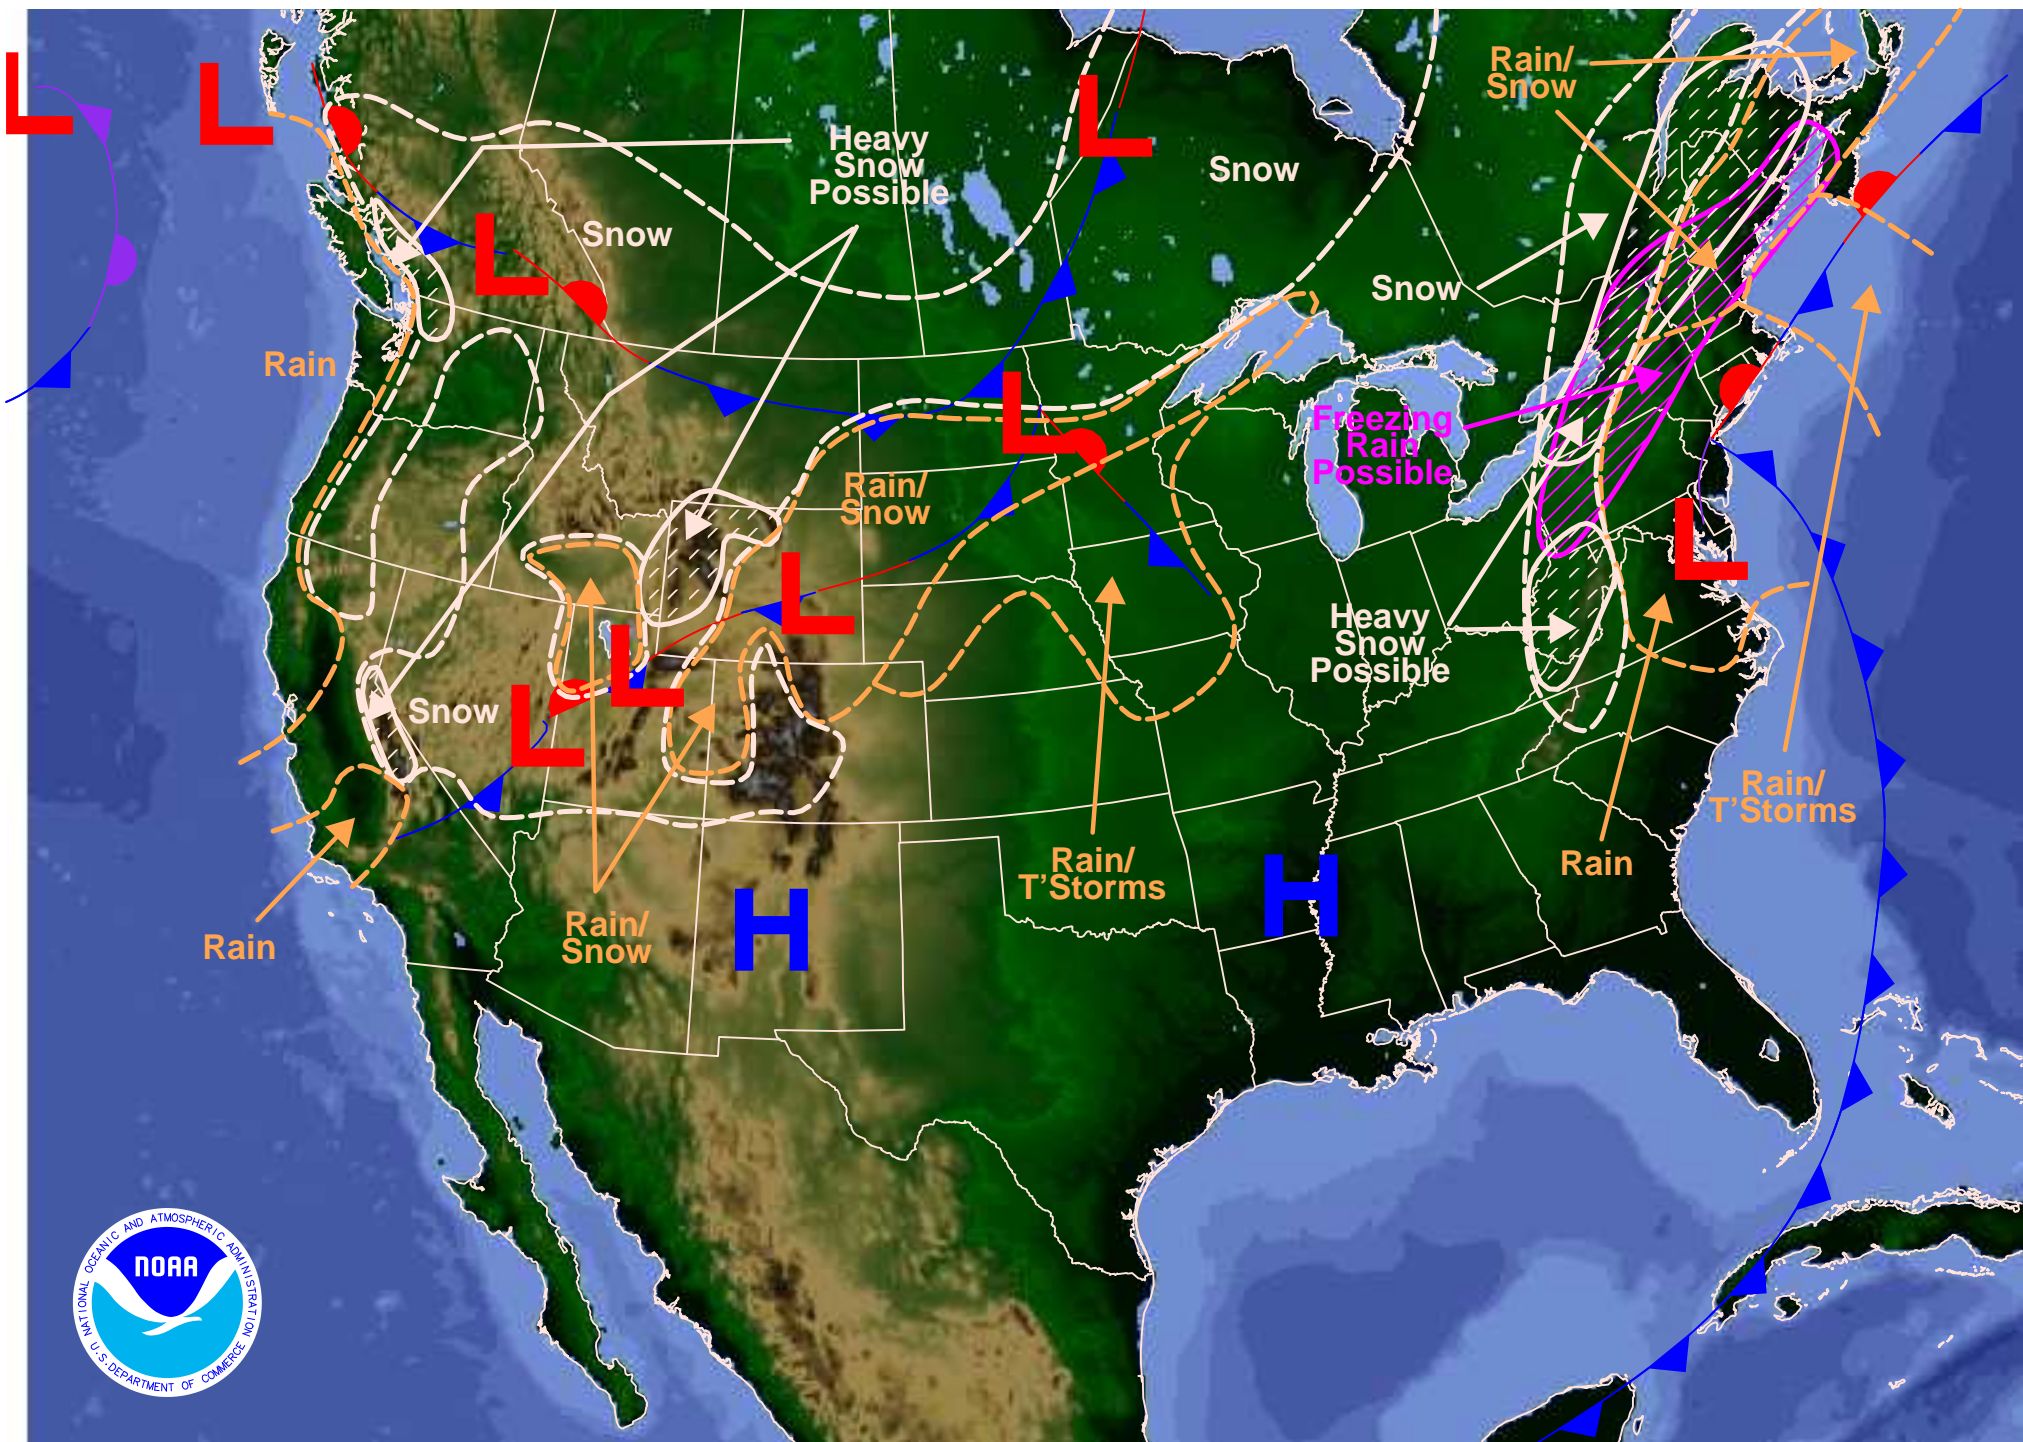 L
L
L
Rain/
Snow
Heavy
Snow
Possible
Snow
Snow
L
Snow
Rain
L
Freezing
Rain
Possible
Rain/
Snow
L
L
L
Heavy
Snow
Possible
Snow
L
Rain/
T'Storms
Rain/
T'Storms
Rain
H
H
Rain/
Snow
Rain
NATIONAL OCEANIC AND ATMOSPHERIC ADMINISTRATION
NOAA
U.S. DEPARTMENT OF COMMERCE